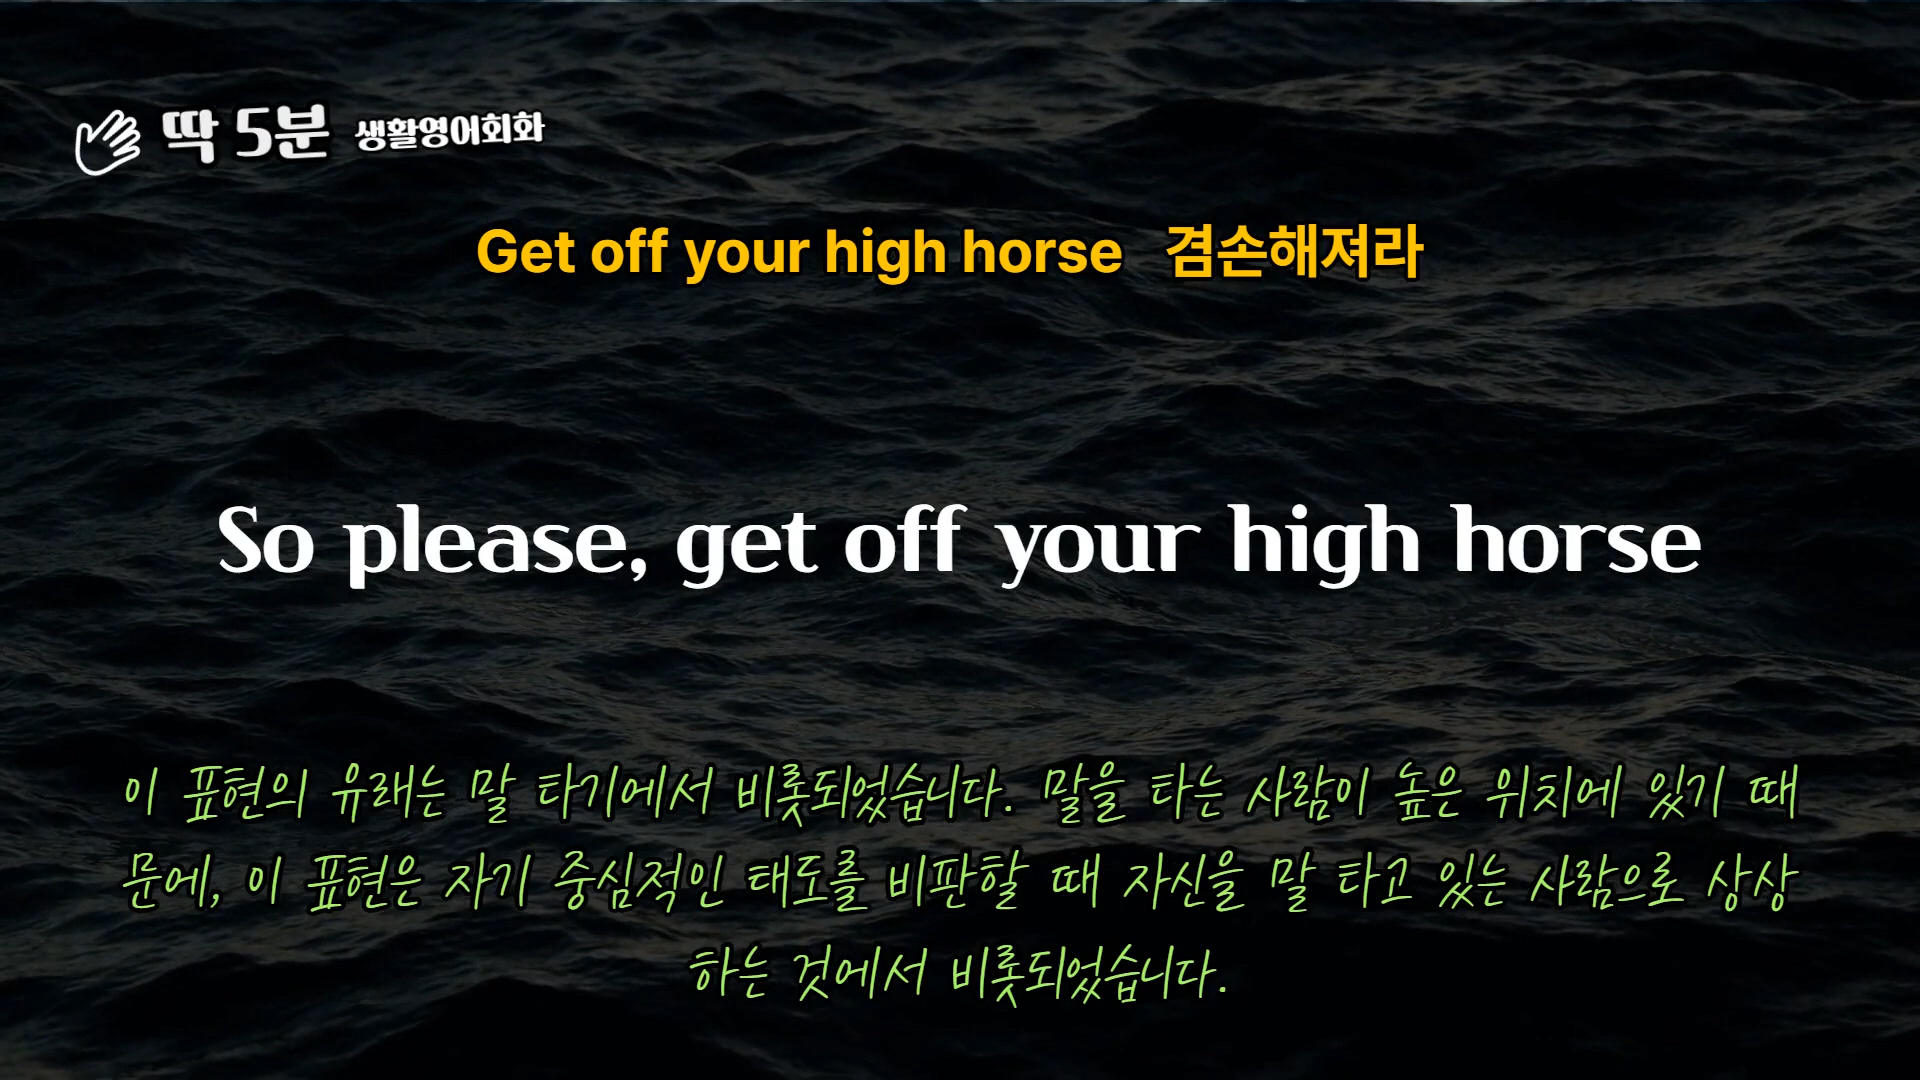 딱 5분 생활영어회화
Get off your high horse 겸손해져라
So please, get off your high horse
이 표현의 유래는 말 타기에서 비롯되었습니다. 말을 타는 사람이 높은 위치에 있기 때
문에, 이 표현은 자기 중심적인 태도를 비판할 때 자신을 말 타고 있는 사람으로 상상
하는 것에서 비롯되었습니다.